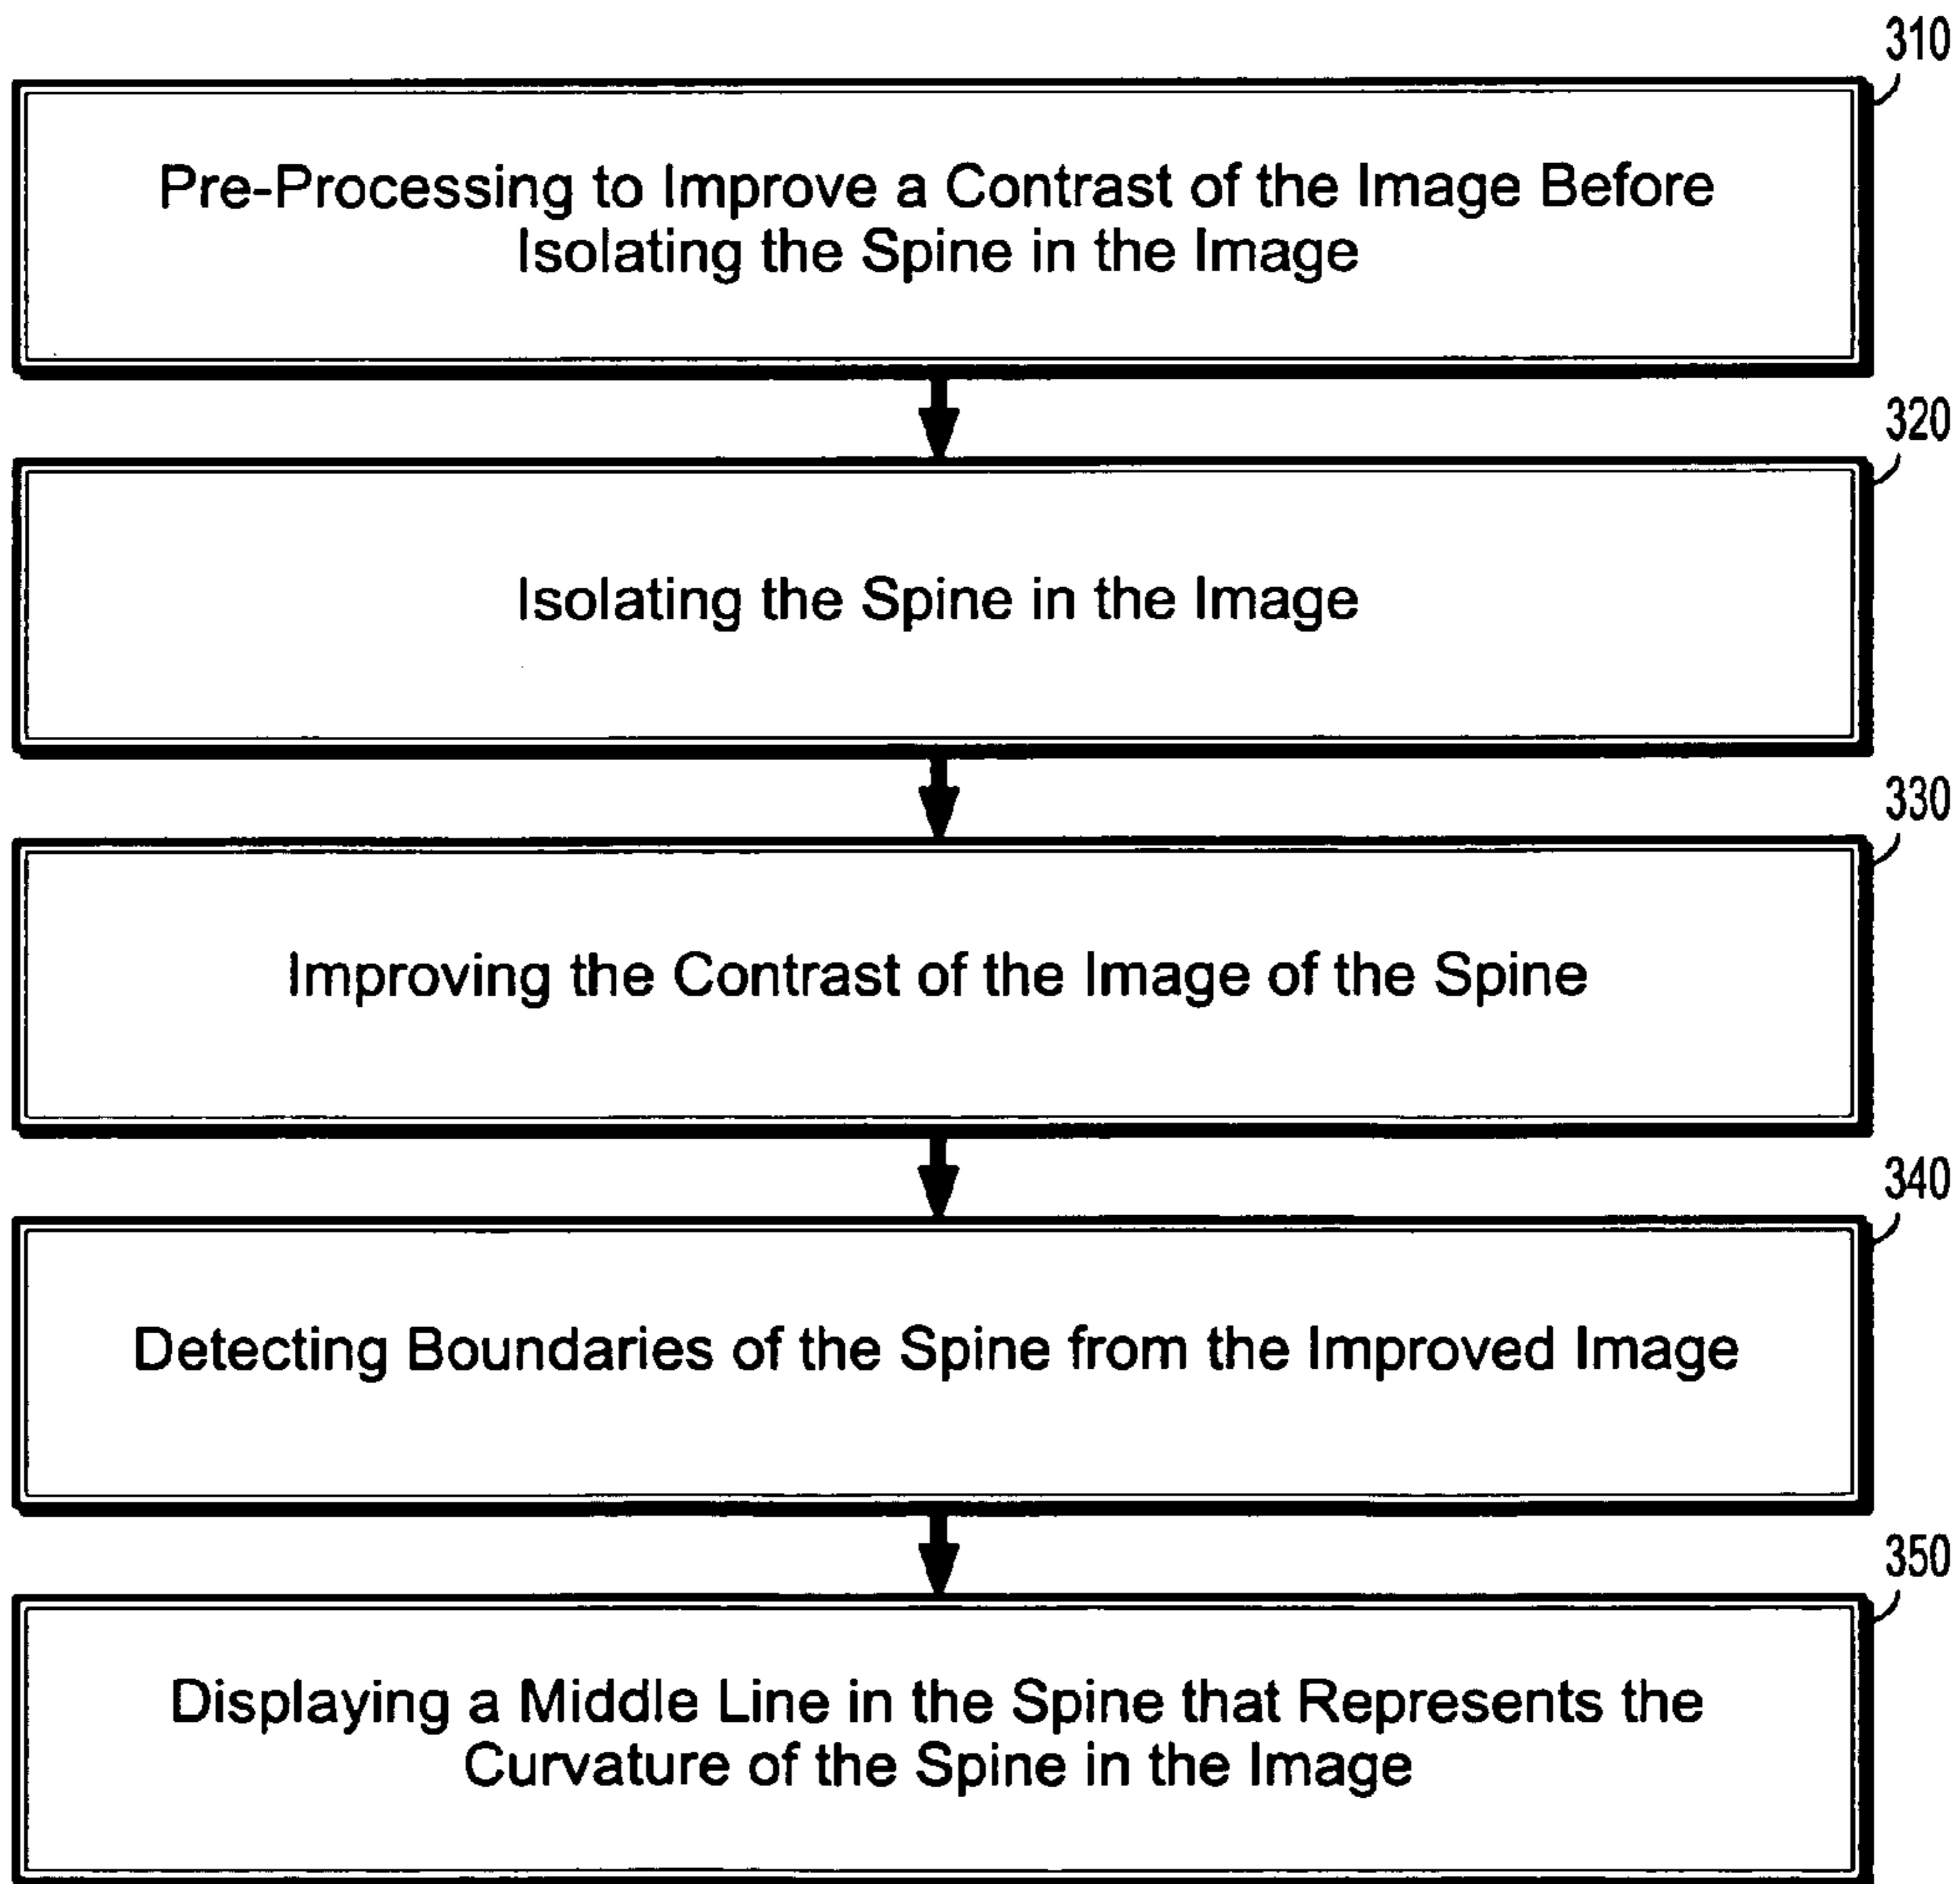 310
Pre-Processing to Improve a Contrast of the Image Before
Isolating the Spine in the Image
320
Isolating the Spine in the Image
330
Improving the Contrast of the Image of the Spine
340
Detecting Boundaries of the Spine from the Improved Image
350
Displaying a Middle Line in the Spine that Represents the
Curvature of the Spine in the Image